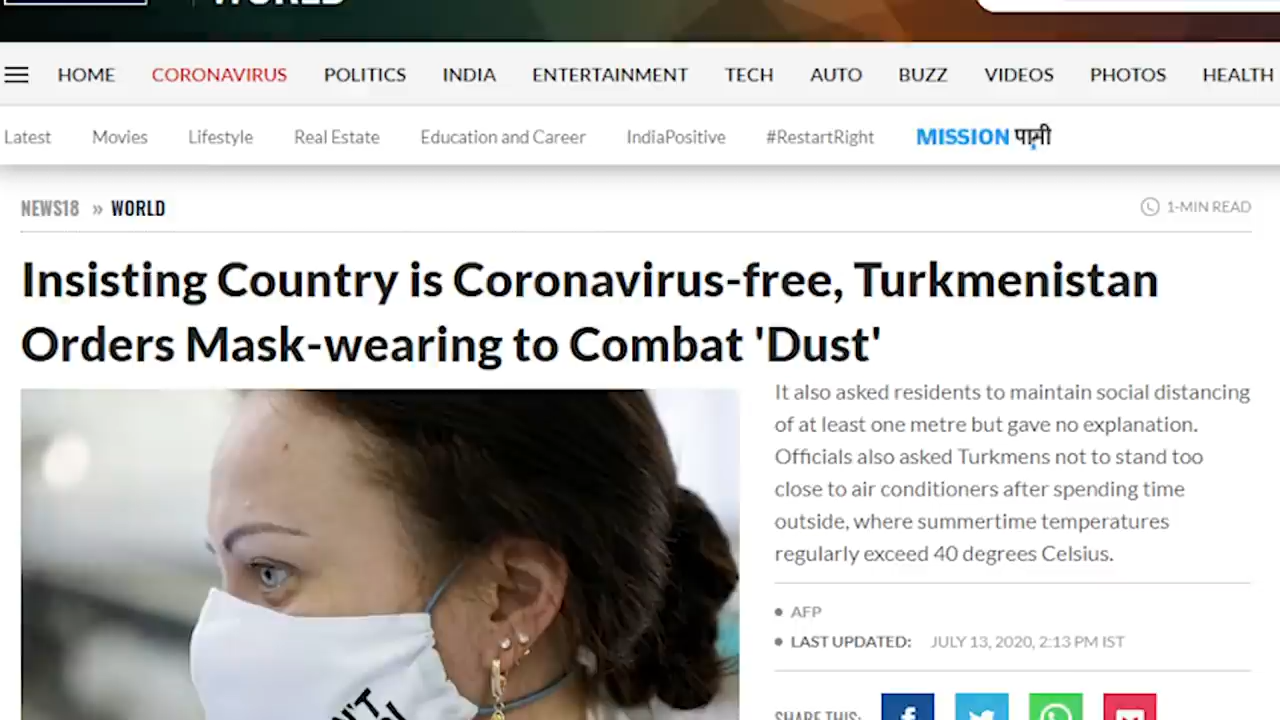 WORLD
HOME CORONAVIRUS POLITICS INDIA ENTERTAINMENT TECH AUTO BUZZ VIDEOS PHOTOS HEALTH
Latest Movies Lifestyle Real Estate Education and Career IndiaPositive #RestartRight MISSION पानी
NEWS18 » WORLD
1-MIN READ
Insisting Country is Coronavirus-free, Turkmenistan
Orders Mask-wearing to Combat 'Dust'
It also asked residents to maintain social distancing
of at least one metre but gave no explanation.
Officials also asked Turkmens not to stand too
close to air conditioners after spending time
outside, where summertime temperatures
regularly exceed 40 degrees Celsius.
AFP
LAST UPDATED: JULY 13, 2020, 2:13 PM IST
SHARE THIS: